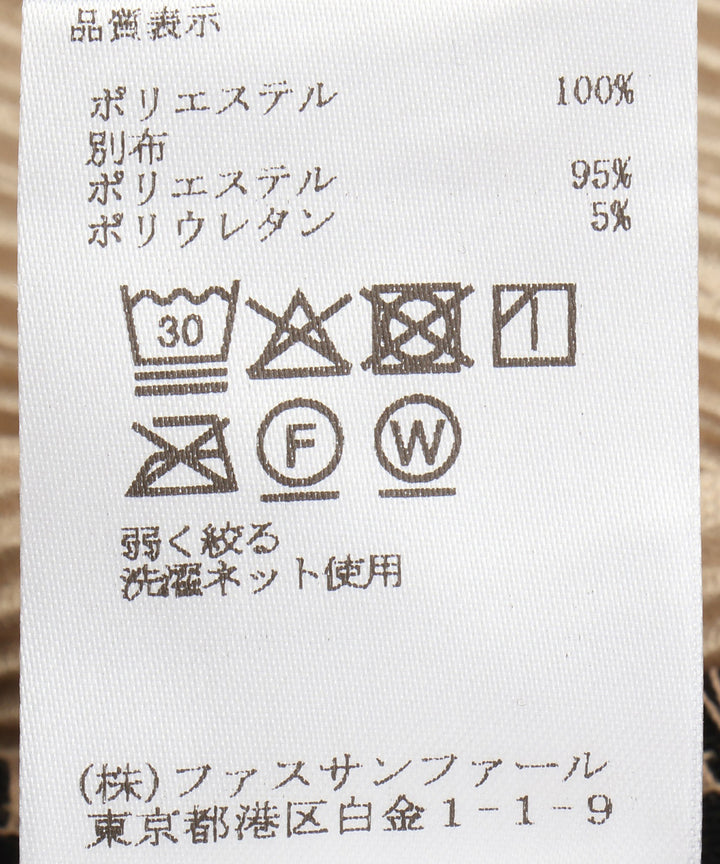 品質表示
ポリエステル 100%
別布
ポリエステル 95%
ポリウレタン 5%
30
F W
弱く絞る
洗濯ネット使用
(株)ファスサンファール
東京都港区白金1-1-9